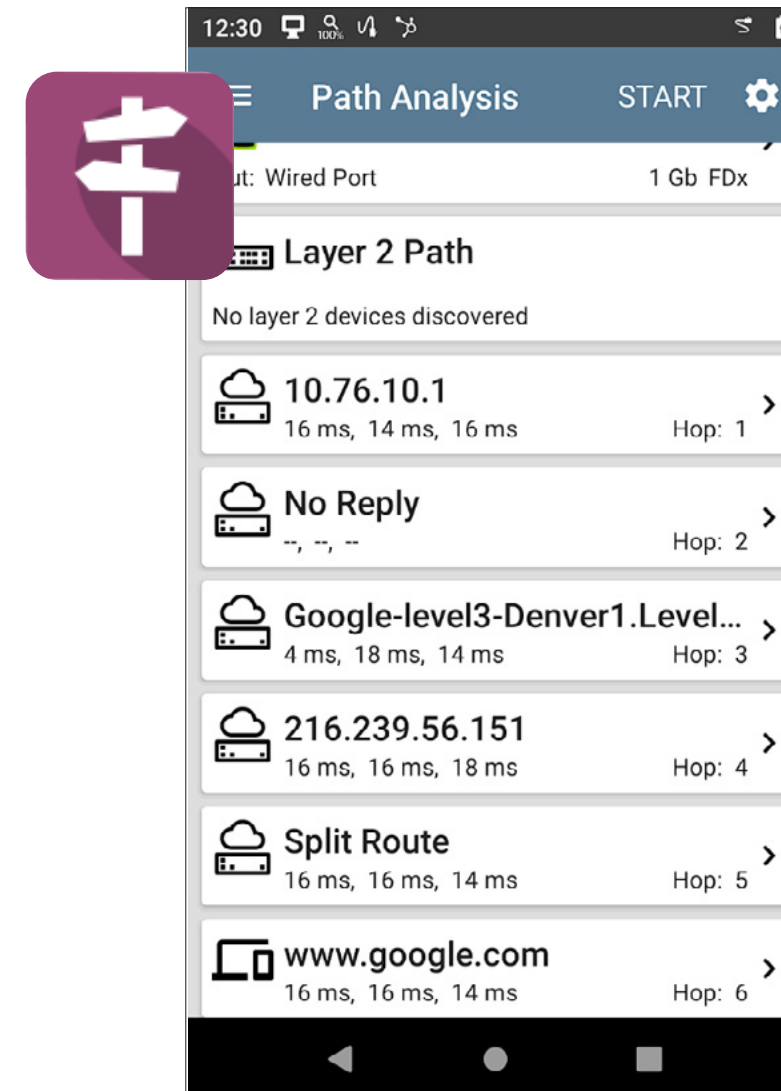 12:30
100%
Path Analysis START
ut: Wired Port 1 Gb FDx
Layer 2 Path
No layer 2 devices discovered
10.76.10.1
16 ms, 14 ms, 16 ms Hop: 1
No Reply
--, --, -- Hop: 2
Google-level3-Denver1.Level...
4 ms, 18 ms, 14 ms Hop: 3
216.239.56.151
16 ms, 16 ms, 18 ms Hop: 4
Split Route
16 ms, 16 ms, 14 ms Hop: 5
www.google.com
16 ms, 16 ms, 14 ms Hop: 6